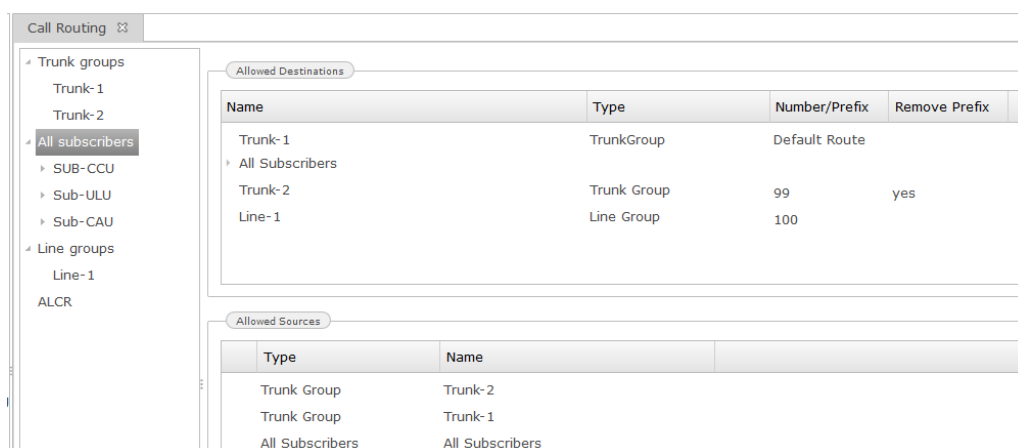 Call Routing
Trunk groups
Trunk-1
Trunk-2
All subscribers
SUB-CCU
Sub-ULU
Sub-CAU
Line groups
Line-1
ALCR
Allowed Destinations
Name Type Number/Prefix Remove Prefix
Trunk-1 TrunkGroup Default Route
All Subscribers
Trunk-2 Trunk Group 99 yes
Line-1 Line Group 100
Allowed Sources
Type Name
Trunk Group Trunk-2
Trunk Group Trunk-1
All Subscribers All Subscribers